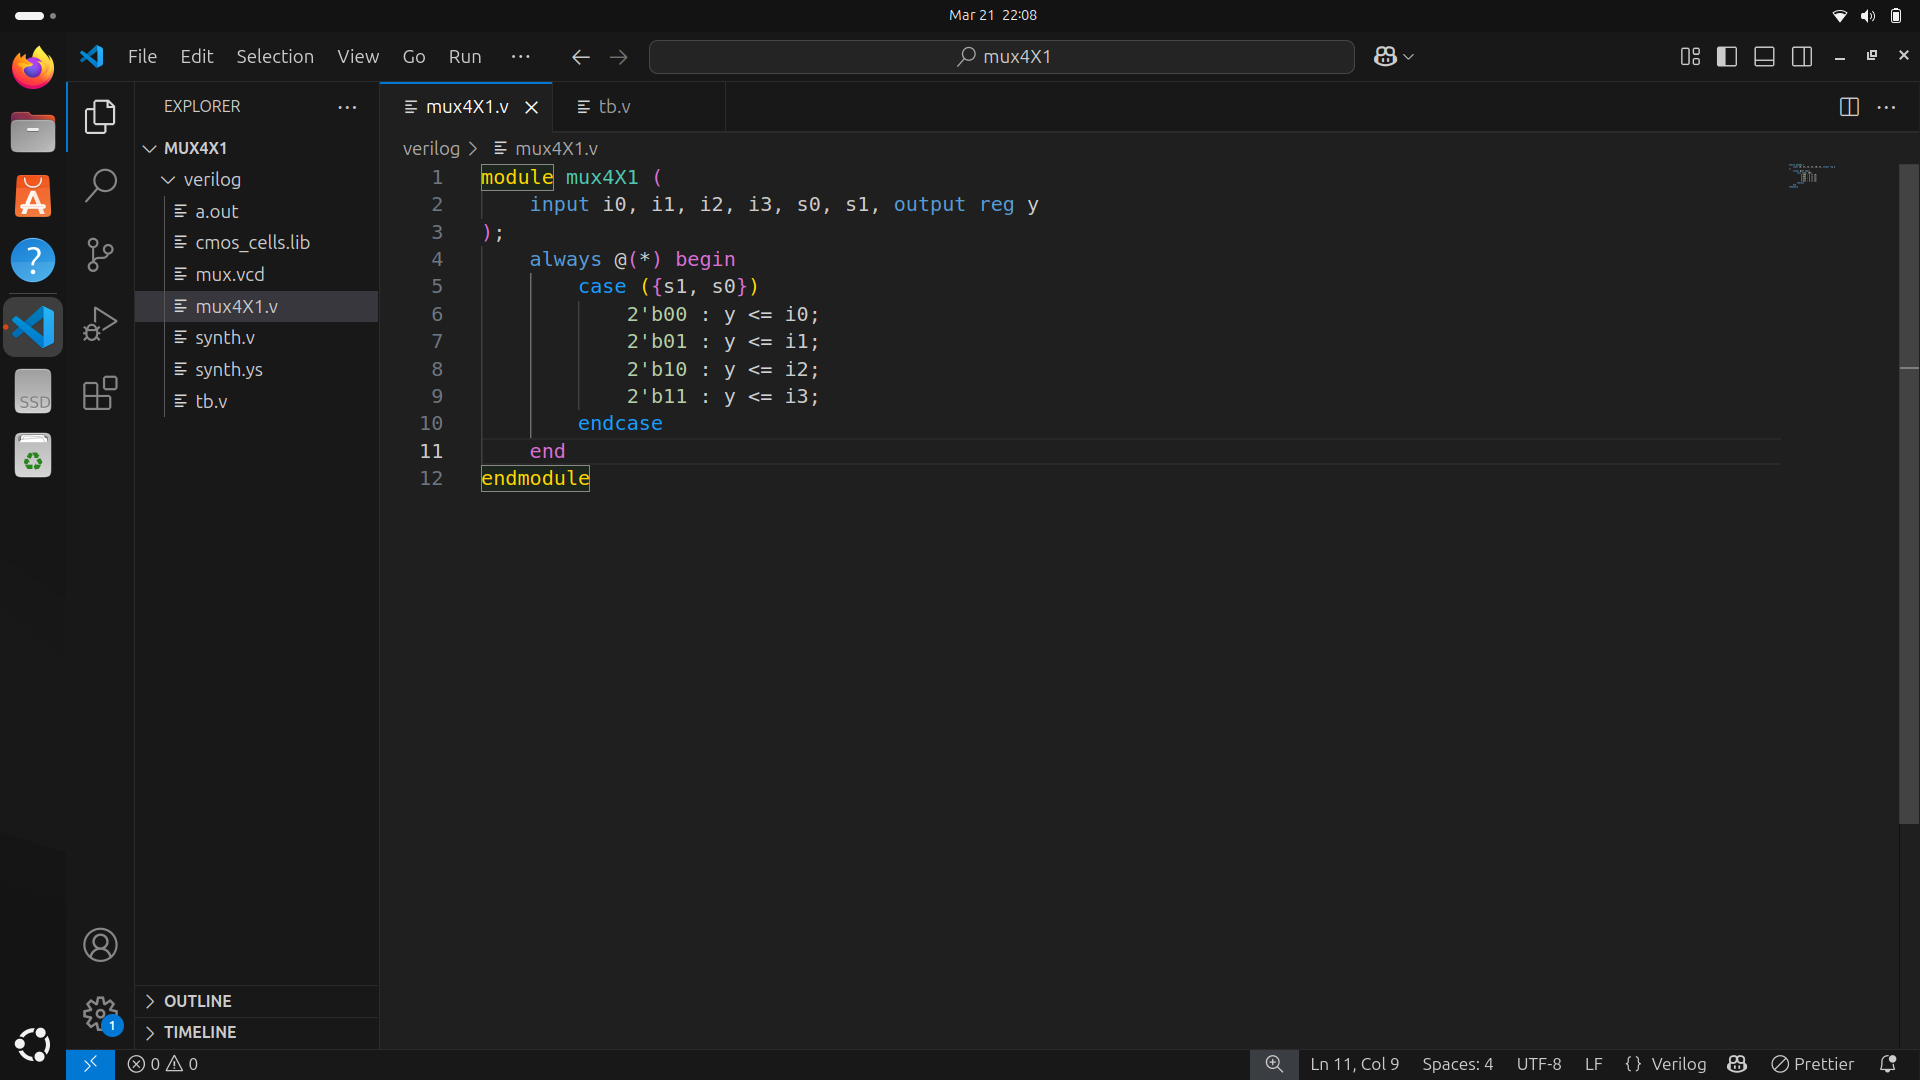 Mar 21 22:08
File Edit Selection View Go Run
mux4X1
EXPLORER
MUX4X1
verilog
a.out
cmos_cells.lib
mux.vcd
mux4X1.v
synth.v
synth.ys
tb.v
OUTLINE
TIMELINE
SSD
1
mux4X1.v
tb.v
verilog > mux4X1.v
1 module mux4X1 (
2     input i0, i1, i2, i3, s0, s1, output reg y
3 );
4     always @(*) begin
5         case ({s1, s0})
6             2'b00 : y <= i0;
7             2'b01 : y <= i1;
8             2'b10 : y <= i2;
9             2'b11 : y <= i3;
10         endcase
11     end
12 endmodule
0 0
Ln 11, Col 9 Spaces: 4 UTF-8 LF {} Verilog Prettier